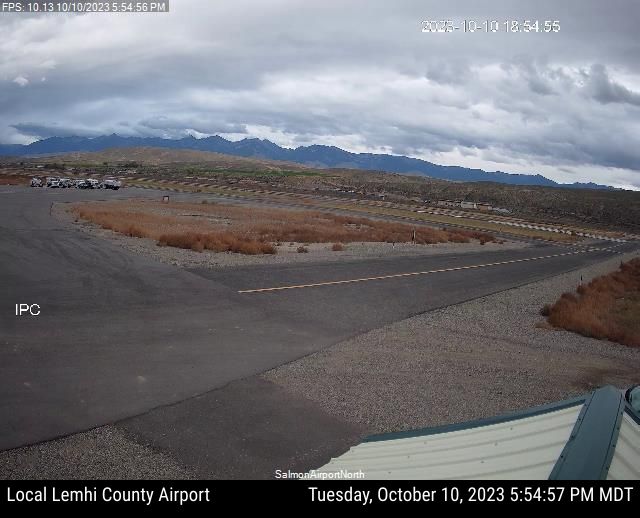 FPS: 10.13 10/10/2023 5:54:56 PM
2023-10-10 18:54:55
IPC
SalmonAirportNorth
Local Lemhi County Airport Tuesday, October 10, 2023 5:54:57 PM MDT